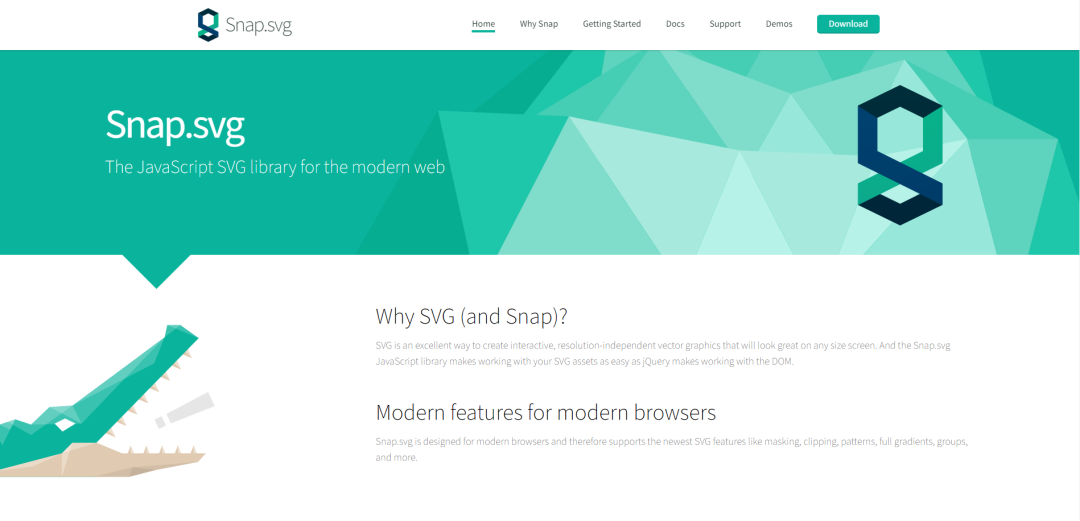 Snap.svg
Home Why Snap Getting Started Docs Support Demos Download
Snap.svg
The JavaScript SVG library for the modern web
Why SVG (and Snap)?
SVG is an excellent way to create interactive, resolution-independent vector graphics that will look great on any size screen. And the Snap.svg
JavaScript library makes working with your SVG assets as easy as jQuery makes working with the DOM.
Modern features for modern browsers
Snap.svg is designed for modern browsers and therefore supports the newest SVG features like masking, clipping, patterns, full gradients, groups,
and more.